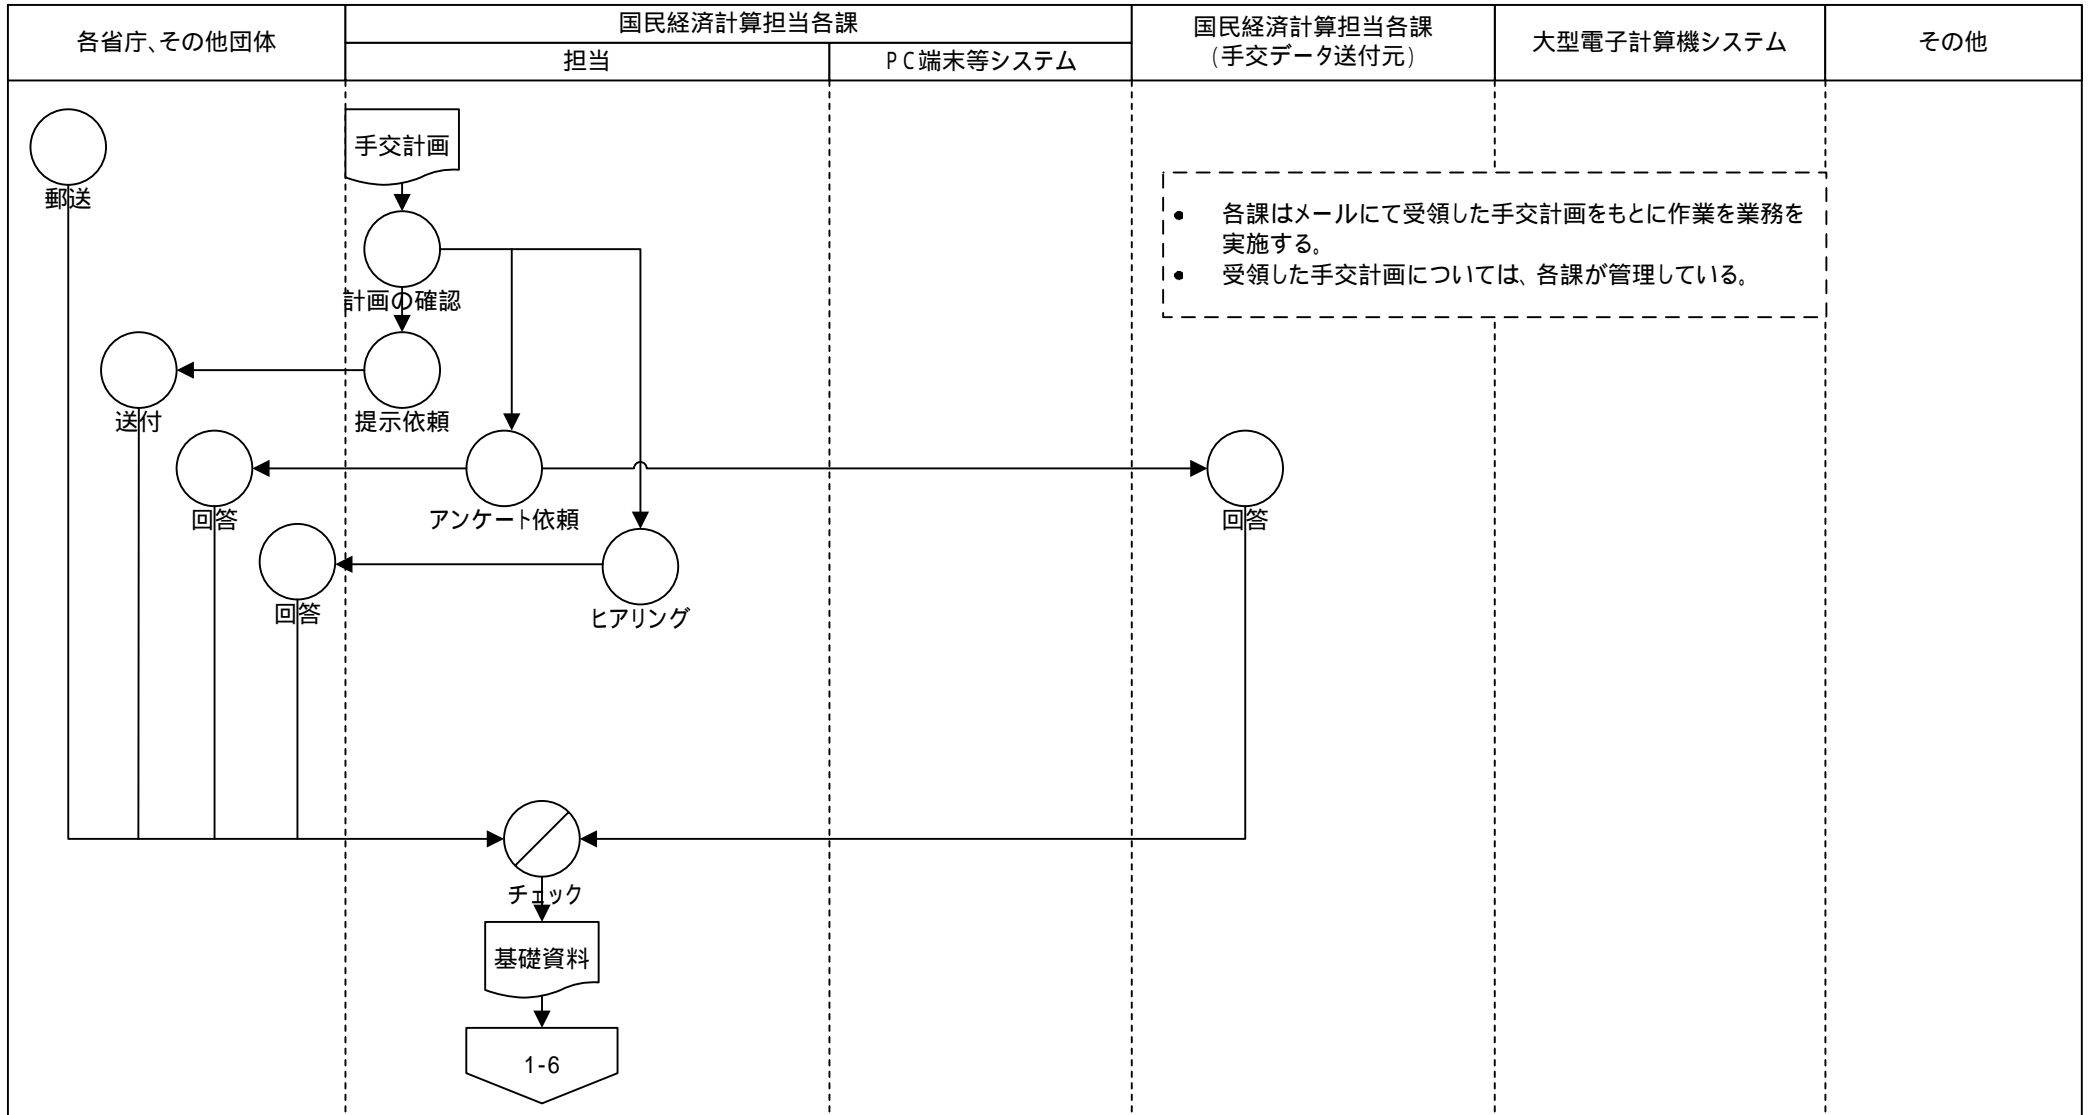 各省庁、その他団体
国民経済計算担当各課
担当
PC端末等システム
国民経済計算担当各課
(手交データ送付元)
大型電子計算機システム
その他
郵送
手交計画
計画の確認
• 各課はメールにて受領した手交計画をもとに作業を業務を
実施する。
• 受領した手交計画については、各課が管理している。
送付
提示依頼
回答
アンケート依頼
回答
回答
ヒアリング
チェック
基礎資料
1-6